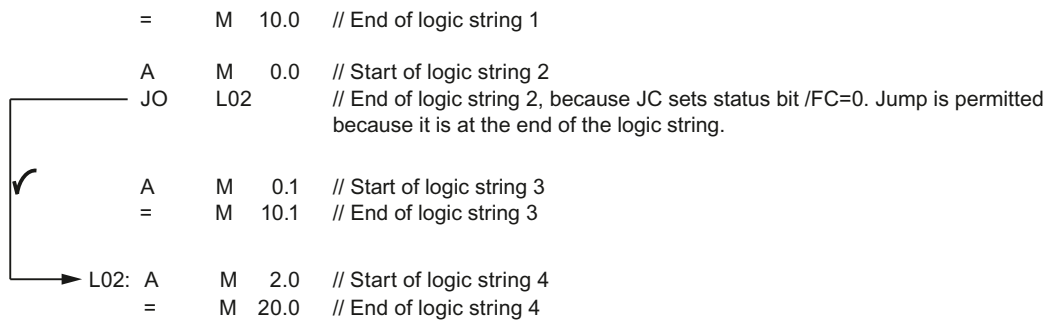 = M 10.0 // End of logic string 1
A M 0.0 // Start of logic string 2
JO L02 // End of logic string 2, because JC sets status bit /FC=0. Jump is permitted
because it is at the end of the logic string.
A M 0.1 // Start of logic string 3
= M 10.1 // End of logic string 3
L02: A M 2.0 // Start of logic string 4
= M 20.0 // End of logic string 4